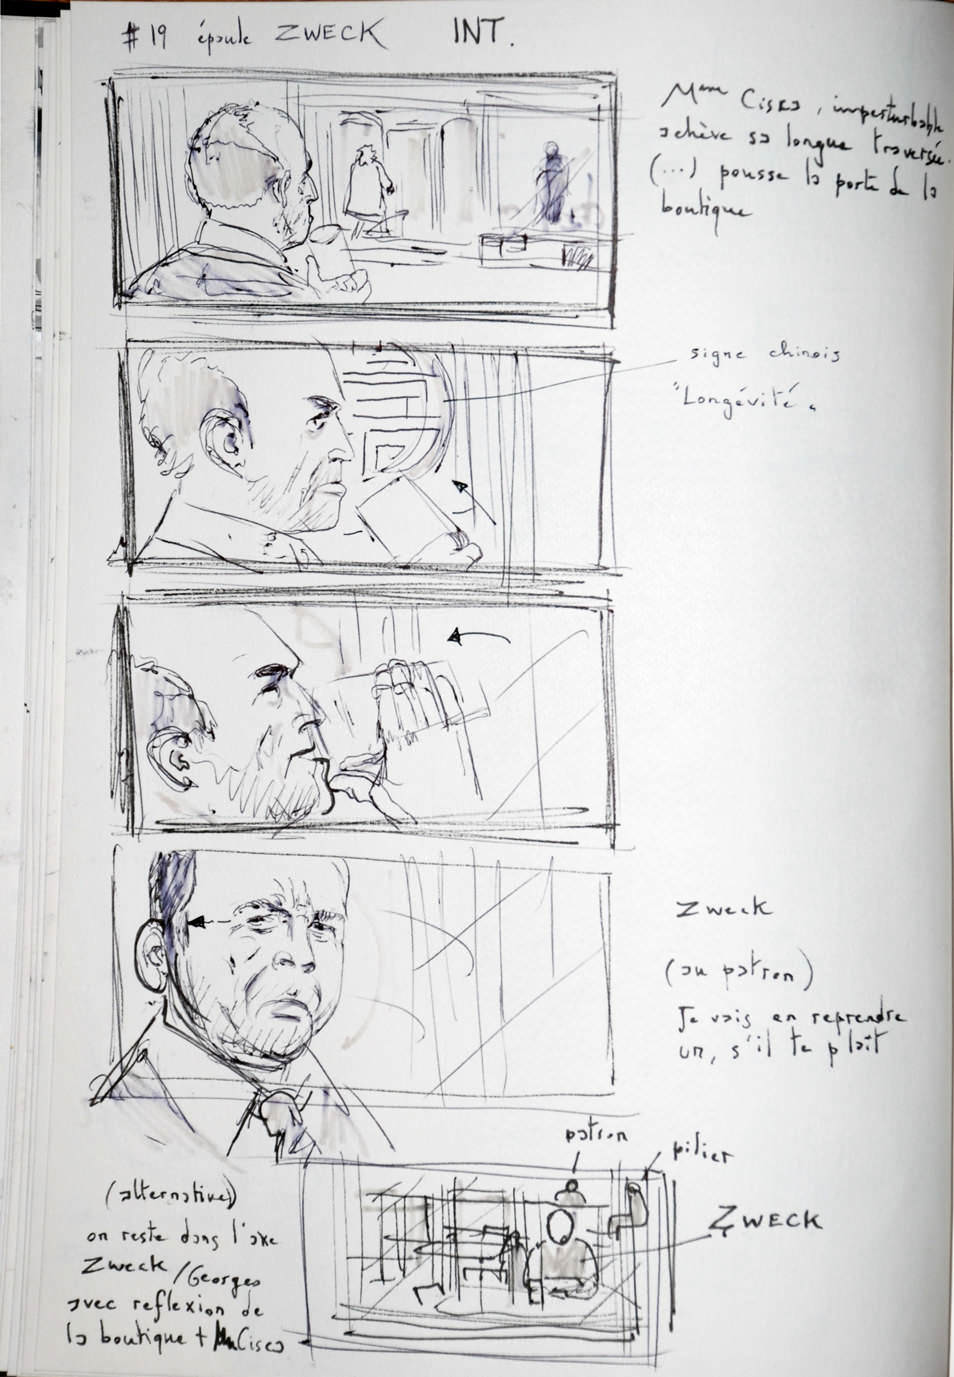 # 19 épaule ZWECK INT.
Mme Cisca, imperturbable
achève sa longue traversée.
(...) pousse la porte de la
boutique
signe chinois
"Longévité"
Zweck
(au patron)
Je vais en reprendre
un, s'il te plait
patron
pilier
ZWECK
(alternative)
on reste dans l'axe
Zweck / Georges
avec reflexion de
la boutique + Mme Cisca